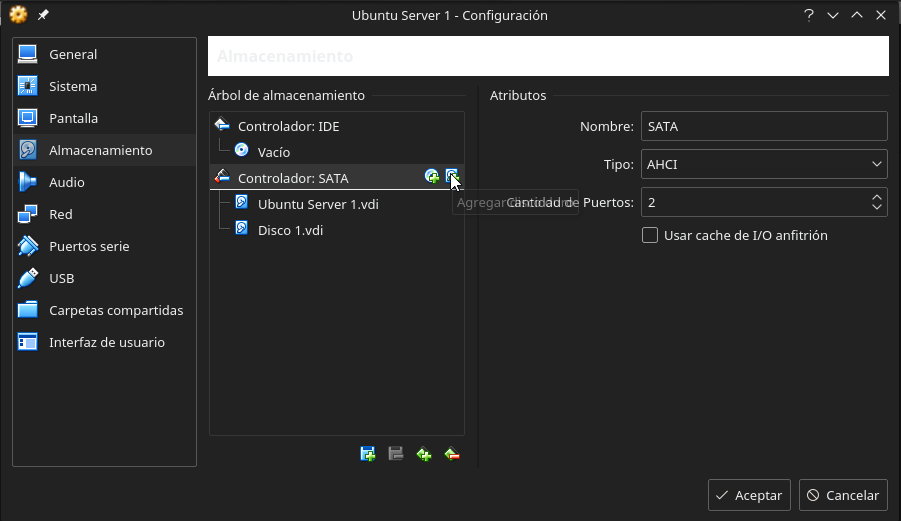 Ubuntu Server 1 - Configuración
General
Sistema
Pantalla
Almacenamiento
Audio
Red
Puertos serie
USB
Carpetas compartidas
Interfaz de usuario
Almacenamiento
Árbol de almacenamiento
Controlador: IDE
Vacío
Controlador: SATA
Ubuntu Server 1.vdi
Disco 1.vdi
Atributos
Nombre: SATA
Tipo: AHCI
Cantidad de Puertos: 2
Agregar disco duro
Usar cache de I/O anfitrión
Aceptar
Cancelar